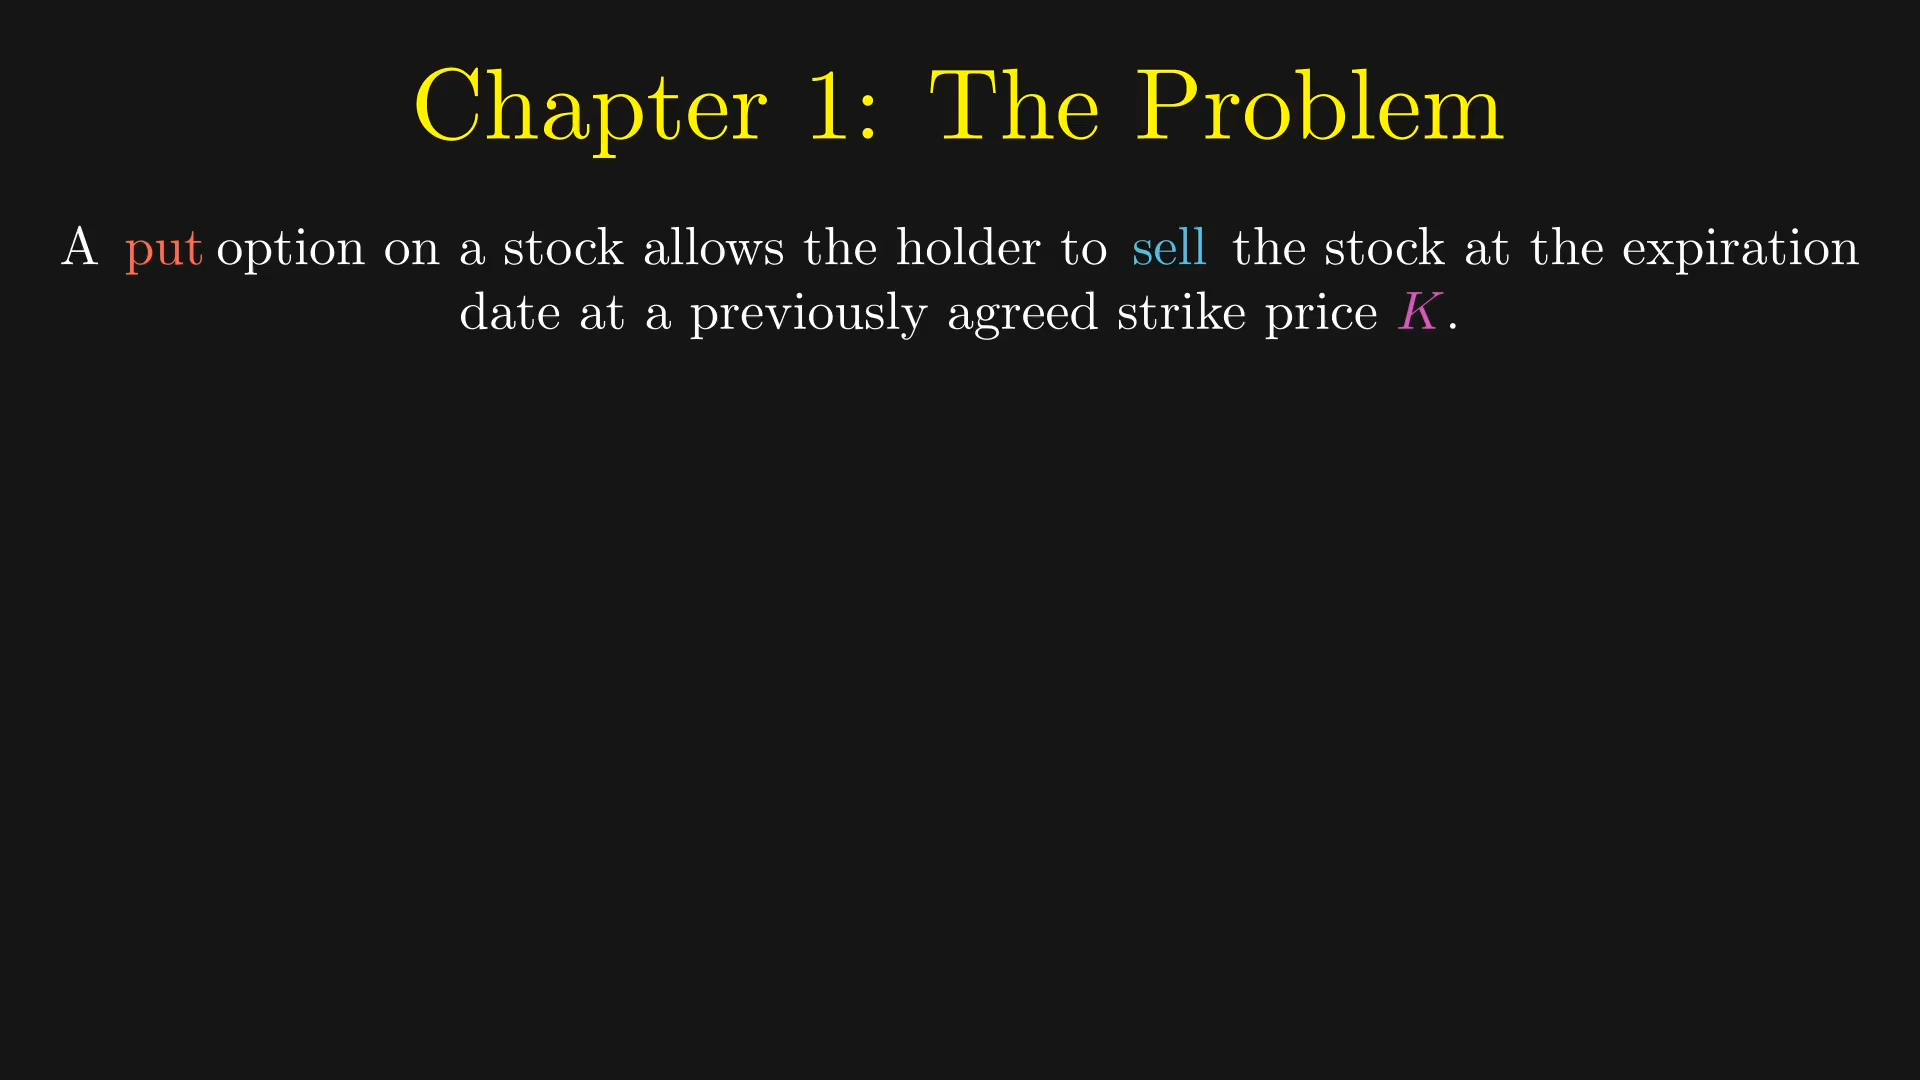 Chapter 1: The Problem
A put option on a stock allows the holder to sell the stock at the expiration
date at a previously agreed strike price K.